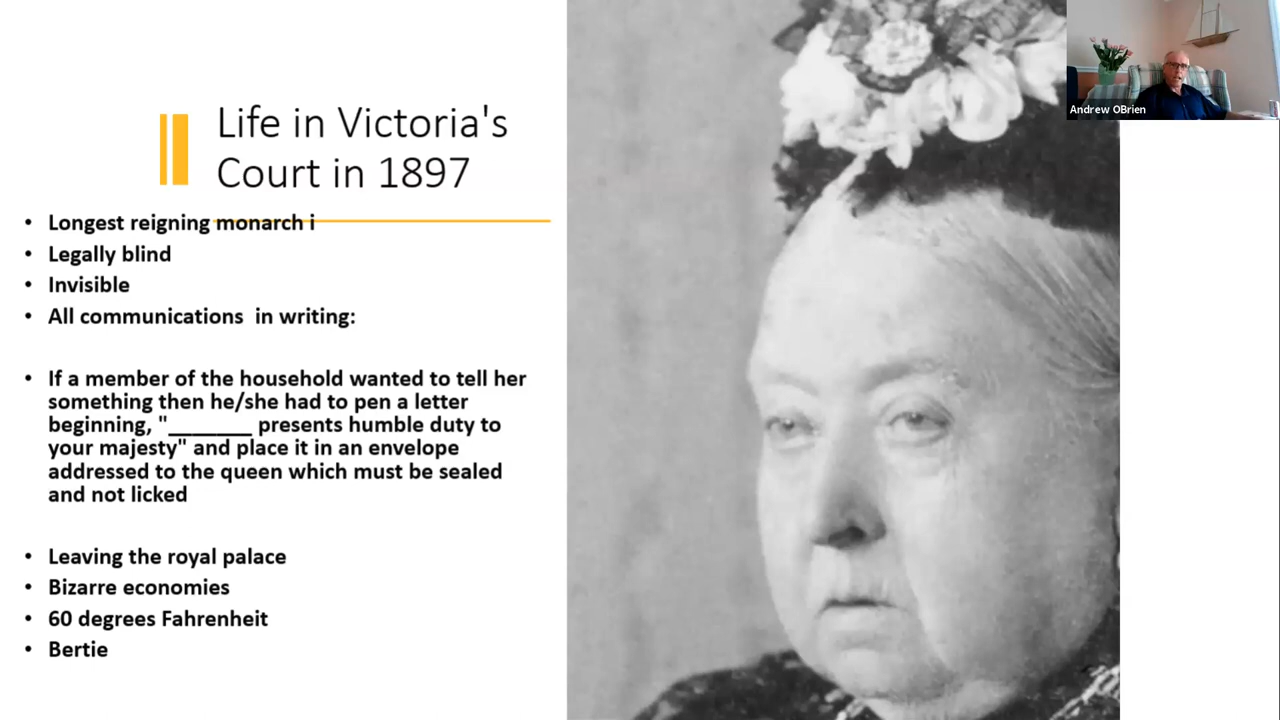 Life in Victoria's
Court in 1897
• Longest reigning monarch i
• Legally blind
• Invisible
• All communications  in writing:
• If a member of the household wanted to tell her
something then he/she had to pen a letter
beginning, "_______ presents humble duty to
your majesty" and place it in an envelope
addressed to the queen which must be sealed
and not licked
• Leaving the royal palace
• Bizarre economies
• 60 degrees Fahrenheit
• Bertie
Andrew OBrien